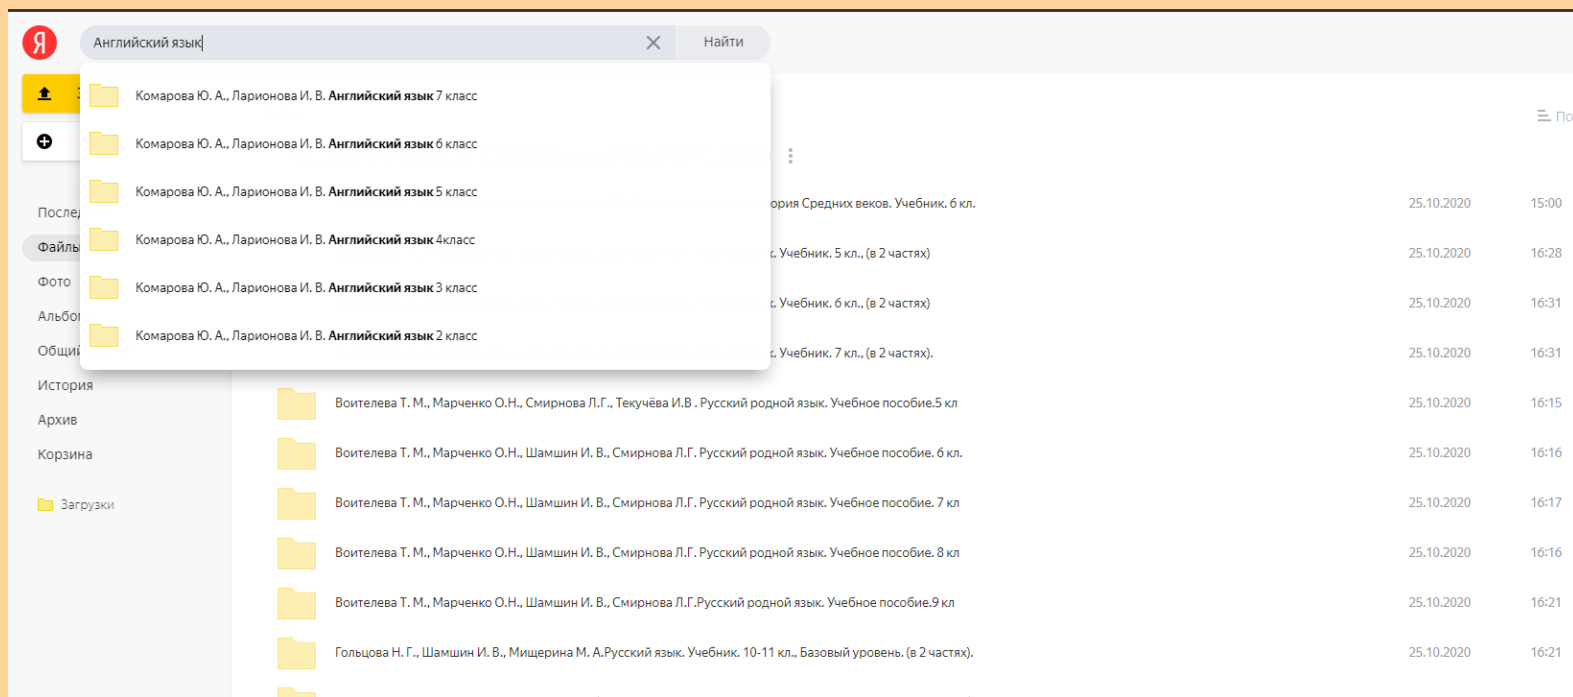 Я
Английский язык
Найти
Комарова Ю. А., Ларионова И. В. Английский язык 7 класс
Комарова Ю. А., Ларионова И. В. Английский язык 6 класс
Комарова Ю. А., Ларионова И. В. Английский язык 5 класс
Комарова Ю. А., Ларионова И. В. Английский язык 4класс
Комарова Ю. А., Ларионова И. В. Английский язык 3 класс
Комарова Ю. А., Ларионова И. В. Английский язык 2 класс
По
Послед
Файлы
Фото
Альбо
Общий
История
Архив
Корзина
Загрузки
ория Средних веков. Учебник. 6 кл. 25.10.2020 15:00
к. Учебник. 5 кл., (в 2 частях) 25.10.2020 16:28
к. Учебник. 6 кл., (в 2 частях) 25.10.2020 16:31
к. Учебник. 7 кл., (в 2 частях). 25.10.2020 16:31
Воителева Т. М., Марченко О.Н., Смирнова Л.Г., Текучёва И.В . Русский родной язык. Учебное пособие.5 кл 25.10.2020 16:15
Воителева Т. М., Марченко О.Н., Шамшин И. В., Смирнова Л.Г. Русский родной язык. Учебное пособие. 6 кл. 25.10.2020 16:16
Воителева Т. М., Марченко О.Н., Шамшин И. В., Смирнова Л.Г. Русский родной язык. Учебное пособие. 7 кл 25.10.2020 16:17
Воителева Т. М., Марченко О.Н., Шамшин И. В., Смирнова Л.Г. Русский родной язык. Учебное пособие. 8 кл 25.10.2020 16:16
Воителева Т. М., Марченко О.Н., Шамшин И. В., Смирнова Л.Г.Русский родной язык. Учебное пособие.9 кл 25.10.2020 16:21
Гольцова Н. Г., Шамшин И. В., Мищерина М. А.Русский язык. Учебник. 10-11 кл., Базовый уровень. (в 2 частях). 25.10.2020 16:21